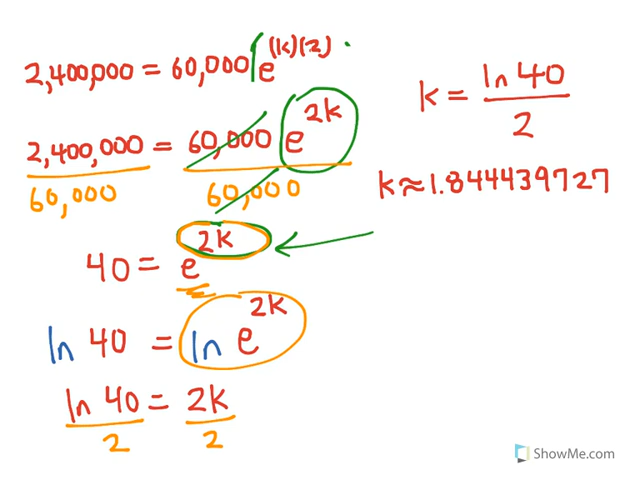 2,400,000 = 60,000 e^(k)(2)
2,400,000 = 60,000 e^2k
60,000 60,000
40 = e^2k
ln 40 = ln e^2k
ln 40 = 2k
2 2
k = ln 40
2
k ≈ 1.844439727
ShowMe.com